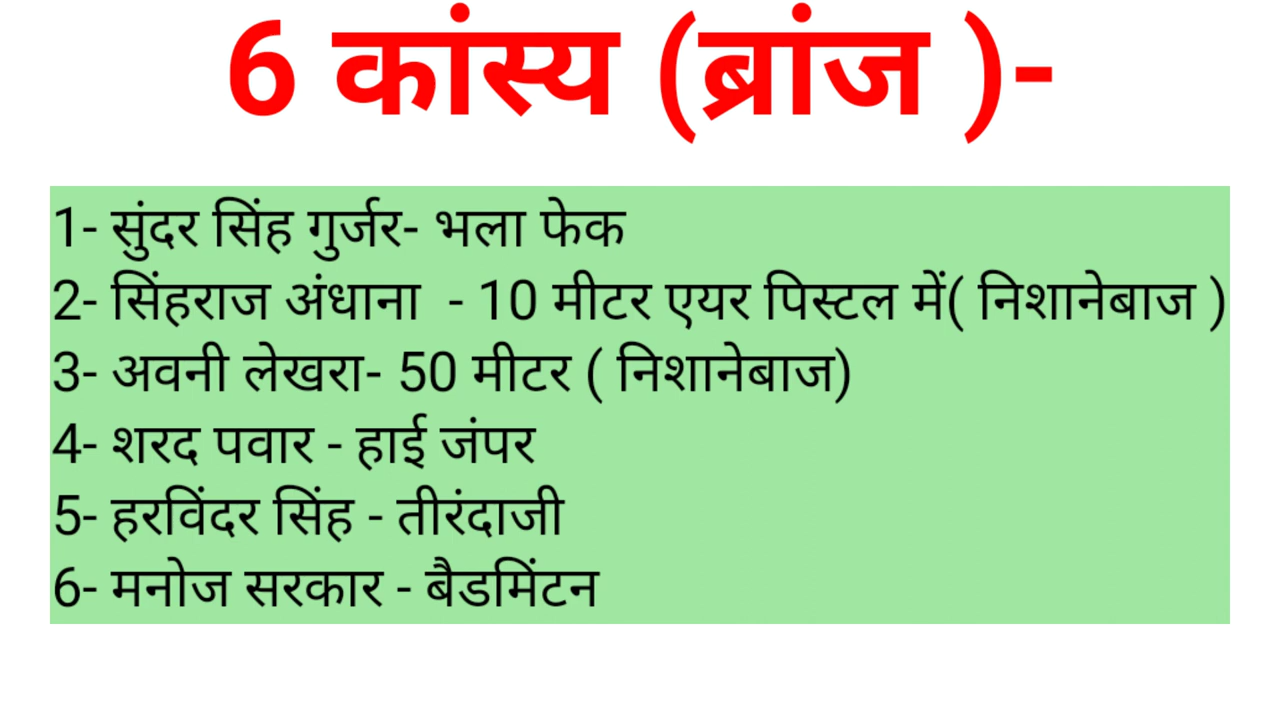 6 कांस्य (ब्रांज )-
1- सुंदर सिंह गुर्जर- भला फेक
2- सिंहराज अंधाना - 10 मीटर एयर पिस्टल में( निशानेबाज )
3- अवनी लेखरा- 50 मीटर ( निशानेबाज)
4- शरद पवार - हाई जंपर
5- हरविंदर सिंह - तीरंदाजी
6- मनोज सरकार - बैडमिंटन